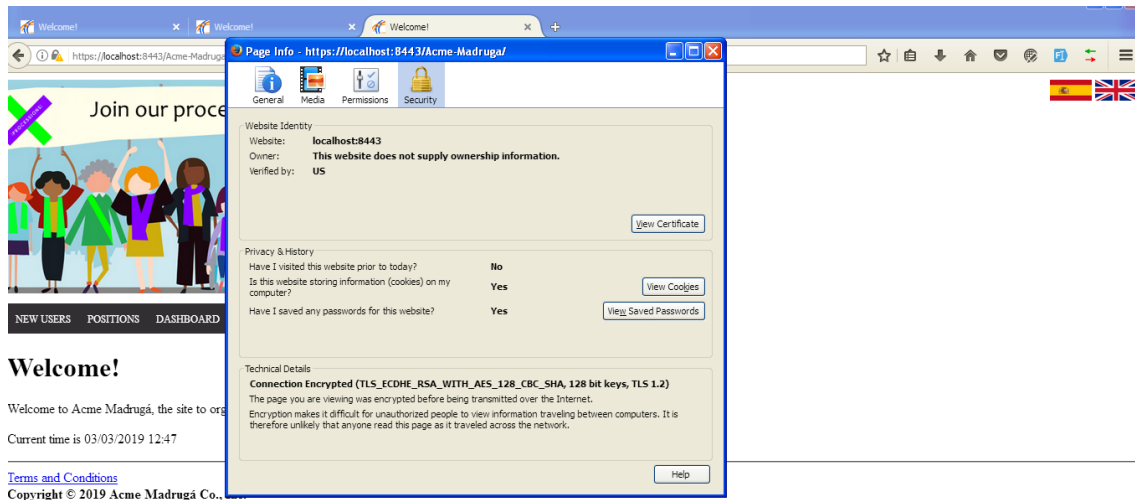 Welcome!
Welcome!
Welcome!
https://localhost:8443/Acme-Madruga
Page Info - https://localhost:8443/Acme-Madruga/
General Media Permissions Security
Join our proce
PROCESSIONS
Website Identity
Website: localhost:8443
Owner: This website does not supply ownership information.
Verified by: US
View Certificate
Privacy & History
Have I visited this website prior to today? No
Is this website storing information (cookies) on my
computer? Yes
View Cookies
Have I saved any passwords for this website? Yes
View Saved Passwords
NEW USERS POSITIONS DASHBOARD
Technical Details
Connection Encrypted (TLS_ECDHE_RSA_WITH_AES_128_CBC_SHA, 128 bit keys, TLS 1.2)
The page you are viewing was encrypted before being transmitted over the Internet.
Encryption makes it difficult for unauthorized people to view information traveling between computers. It is
therefore unlikely that anyone read this page as it traveled across the network.
Help
Welcome!
Welcome to Acme Madrugá, the site to org
Current time is 03/03/2019 12:47
Terms and Conditions
Copyright © 2019 Acme Madrugá Co.,